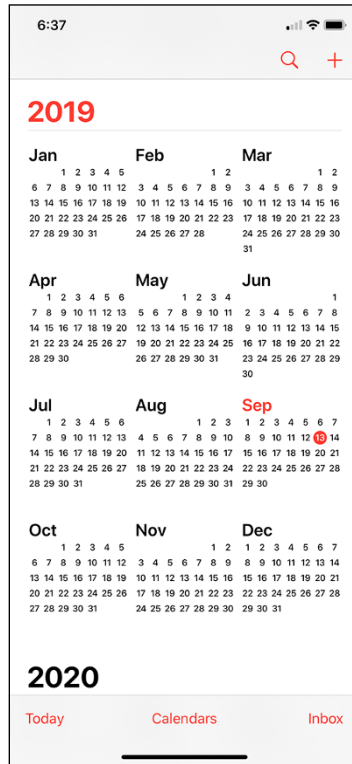 6:37
2019
Jan Feb Mar
1 2 3 4 5 1 2 1 2
6 7 8 9 10 11 12 3 4 5 6 7 8 9 3 4 5 6 7 8 9
13 14 15 16 17 18 19 10 11 12 13 14 15 16 10 11 12 13 14 15 16
20 21 22 23 24 25 26 17 18 19 20 21 22 23 17 18 19 20 21 22 23
27 28 29 30 31 24 25 26 27 28 24 25 26 27 28 29 30
31
Apr May Jun
1 2 3 4 5 6 1 2 3 4 1
7 8 9 10 11 12 13 5 6 7 8 9 10 11 2 3 4 5 6 7 8
14 15 16 17 18 19 20 12 13 14 15 16 17 18 9 10 11 12 13 14 15
21 22 23 24 25 26 27 19 20 21 22 23 24 25 16 17 18 19 20 21 22
28 29 30 26 27 28 29 30 31 23 24 25 26 27 28 29
30
Jul Aug Sep
1 2 3 4 5 6 1 2 3 1 2 3 4 5 6 7
7 8 9 10 11 12 13 4 5 6 7 8 9 10 8 9 10 11 12 13 14
14 15 16 17 18 19 20 11 12 13 14 15 16 17 15 16 17 18 19 20 21
21 22 23 24 25 26 27 18 19 20 21 22 23 24 22 23 24 25 26 27 28
28 29 30 31 25 26 27 28 29 30 31 29 30
Oct Nov Dec
1 2 3 4 5 1 2 1 2 3 4 5 6 7
6 7 8 9 10 11 12 3 4 5 6 7 8 9 8 9 10 11 12 13 14
13 14 15 16 17 18 19 10 11 12 13 14 15 16 15 16 17 18 19 20 21
20 21 22 23 24 25 26 17 18 19 20 21 22 23 22 23 24 25 26 27 28
27 28 29 30 31 24 25 26 27 28 29 30 29 30 31
2020
Today Calendars Inbox